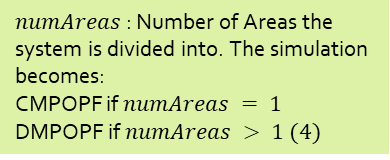 numAreas : Number of Areas the
system is divided into. The simulation
becomes:
CMPOPF if numAreas = 1
DMPOPF if numAreas > 1 (4)